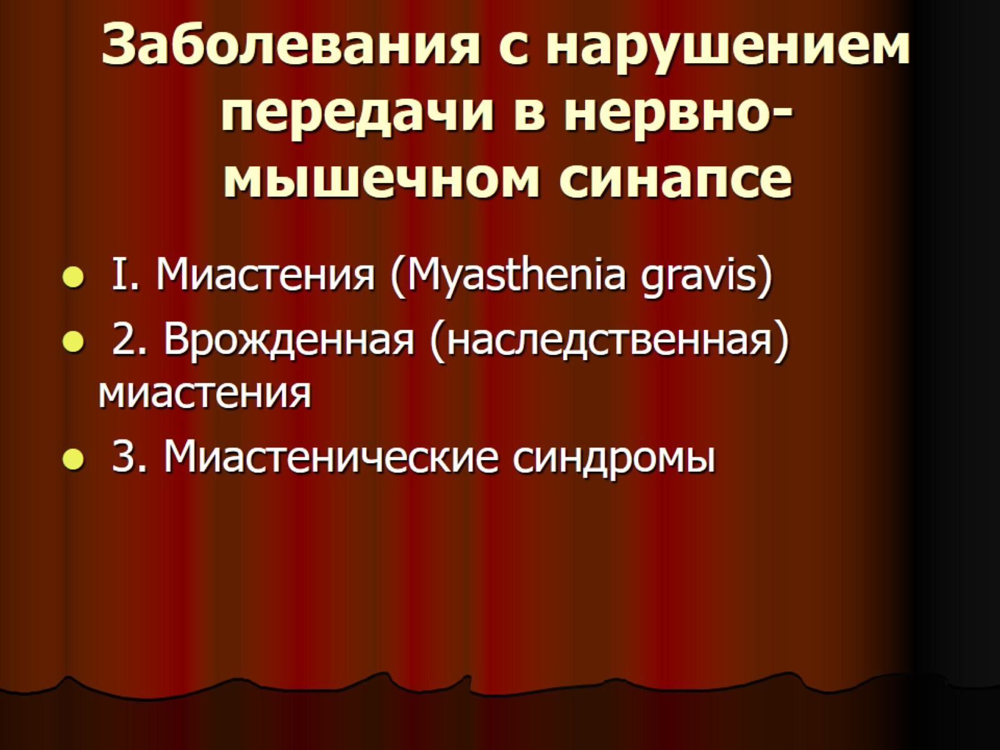 Заболевания с нарушением
передачи в нервно-
мышечном синапсе
I. Миастения (Myasthenia gravis)
2. Врожденная (наследственная)
миастения
3. Миастенические синдромы